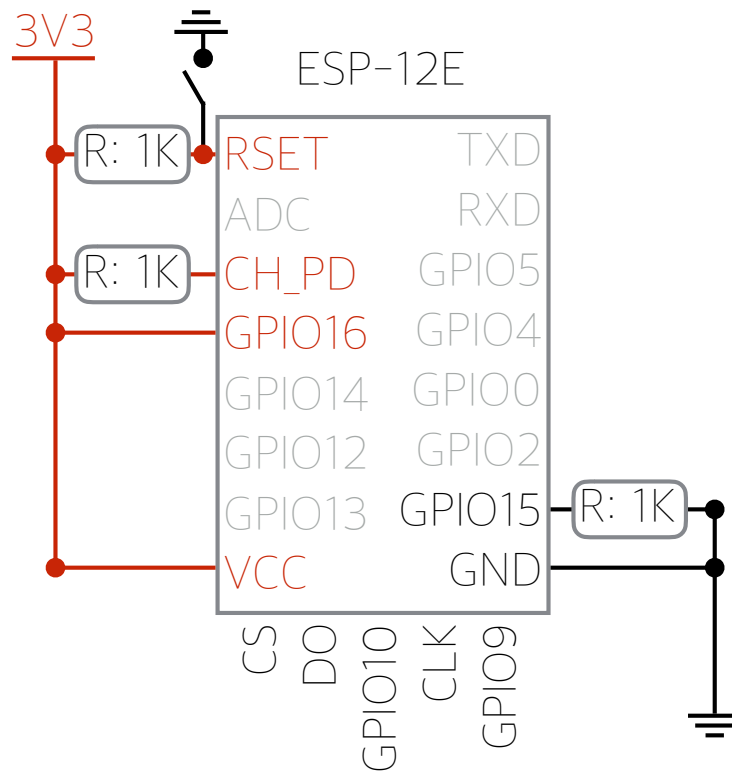 3V3
ESP-12E
R: 1K
RSET
TXD
ADC
RXD
R: 1K
CH_PD
GPIO5
GPIO16
GPIO4
GPIO14
GPIO0
GPIO12
GPIO2
GPIO13
GPIO15
R: 1K
VCC
GND
CS
DO
GPIO10
CLK
GPIO9